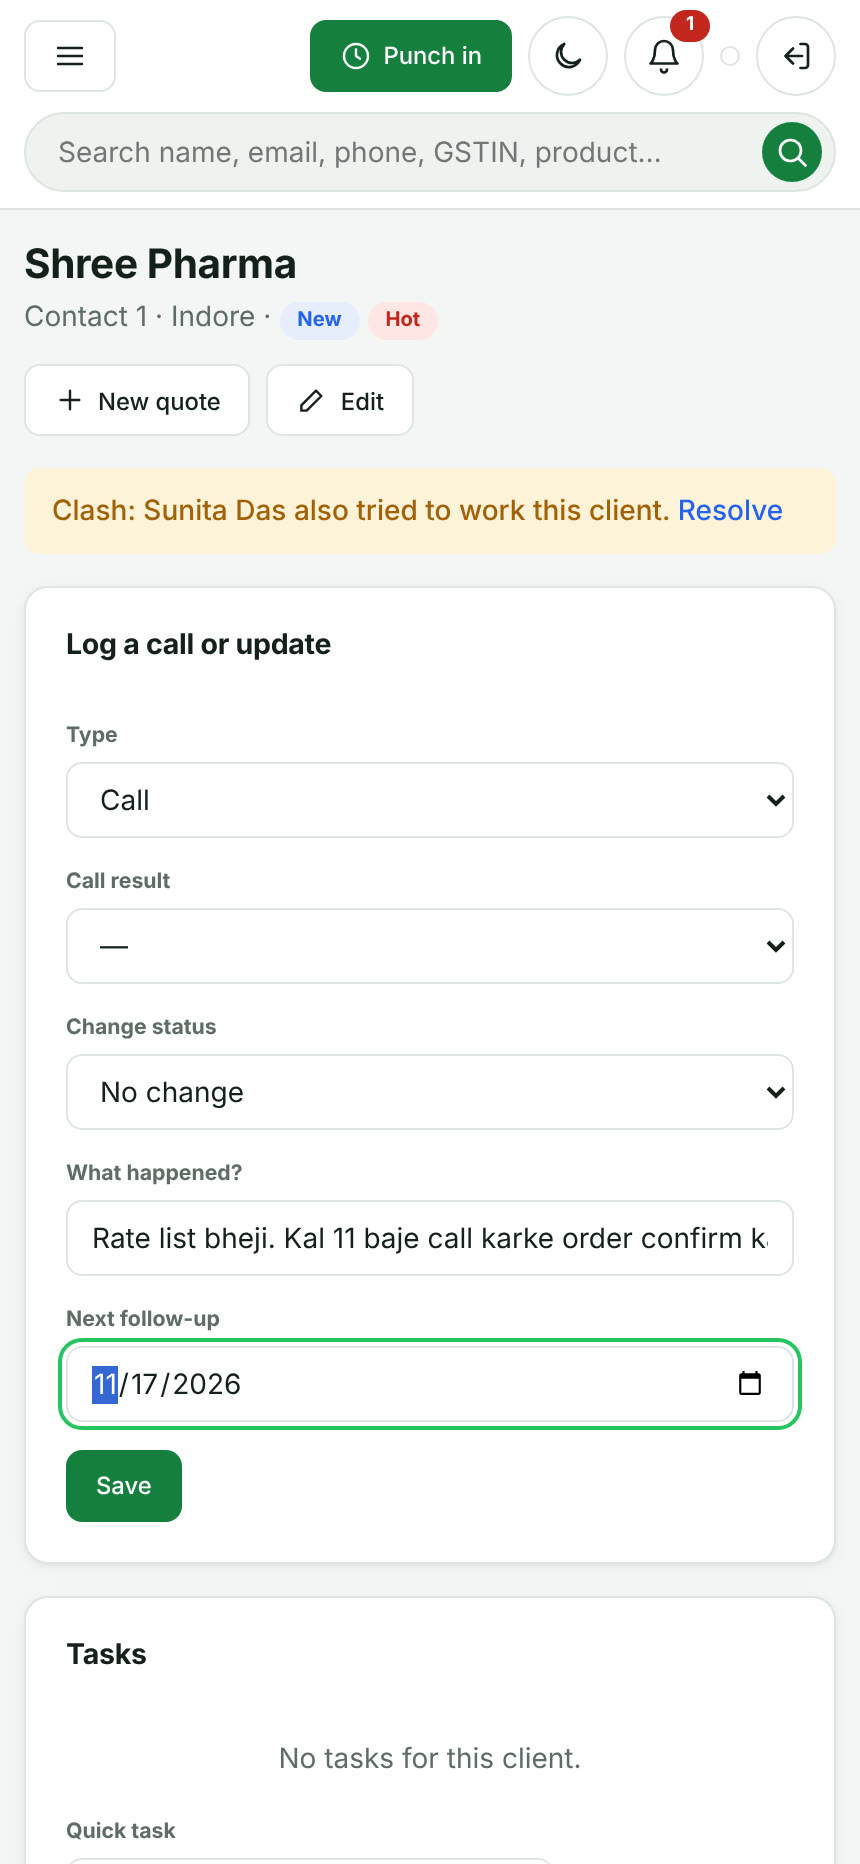 Punch in
1
Search name, email, phone, GSTIN, product...
Shree Pharma
Contact 1 · Indore · New Hot
New quote
Edit
Clash: Sunita Das also tried to work this client. Resolve
Log a call or update
Type
Call
Call result
—
Change status
No change
What happened?
Rate list bheji. Kal 11 baje call karke order confirm
Next follow-up
11/17/2026
Save
Tasks
No tasks for this client.
Quick task